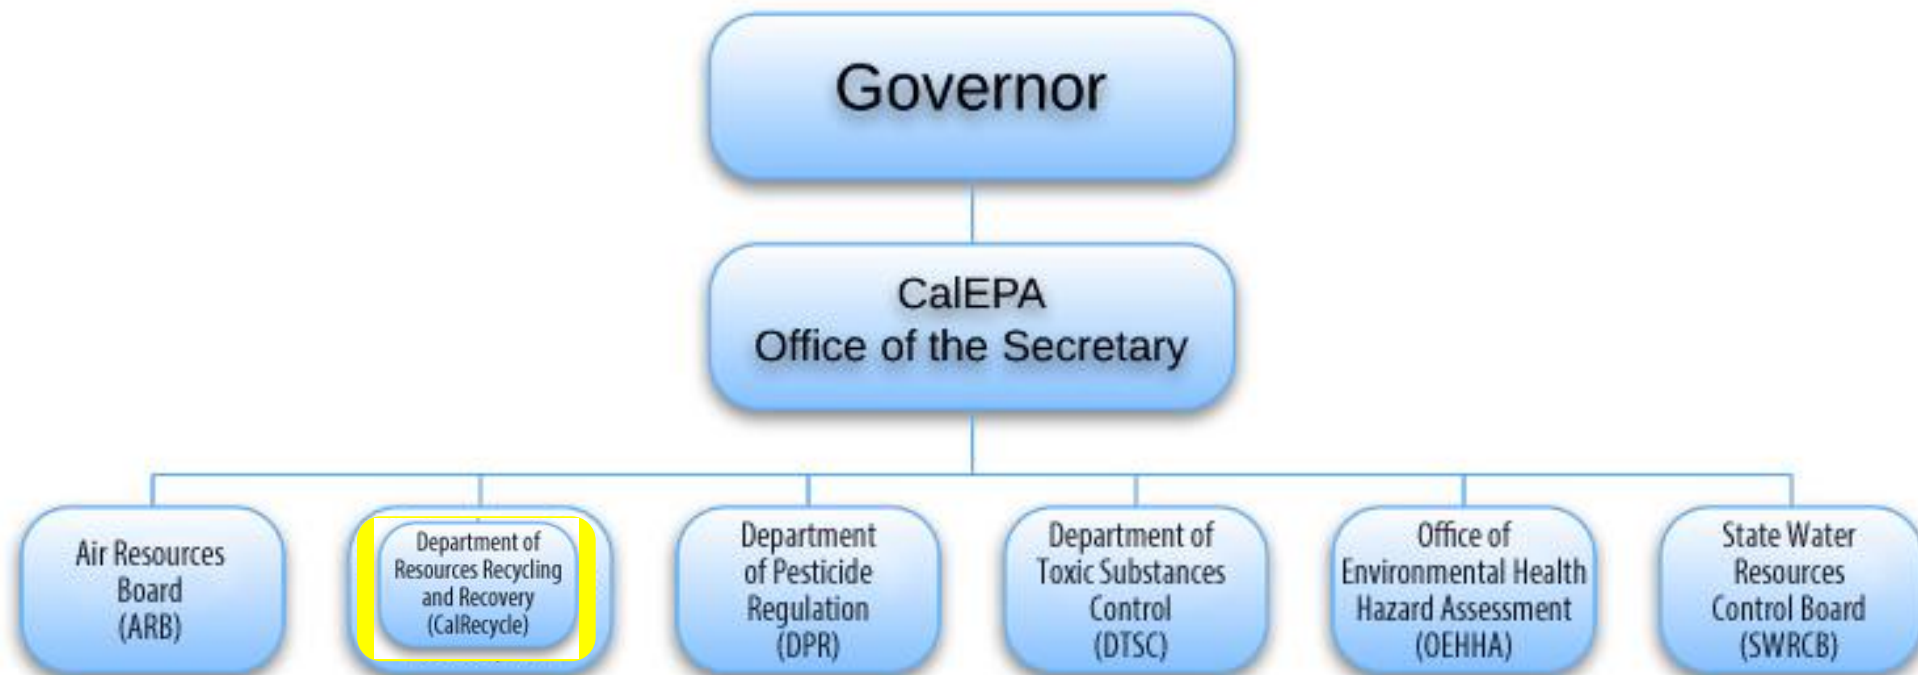 Governor
CalEPA
Office of the Secretary
Air Resources
Board
(ARB)
Department of
Resources Recycling
and Recovery
(CalRecycle)
Department
of Pesticide
Regulation
(DPR)
Department of
Toxic Substances
Control
(DTSC)
Office of
Environmental Health
Hazard Assessment
(OEHHA)
State Water
Resources
Control Board
(SWRCB)